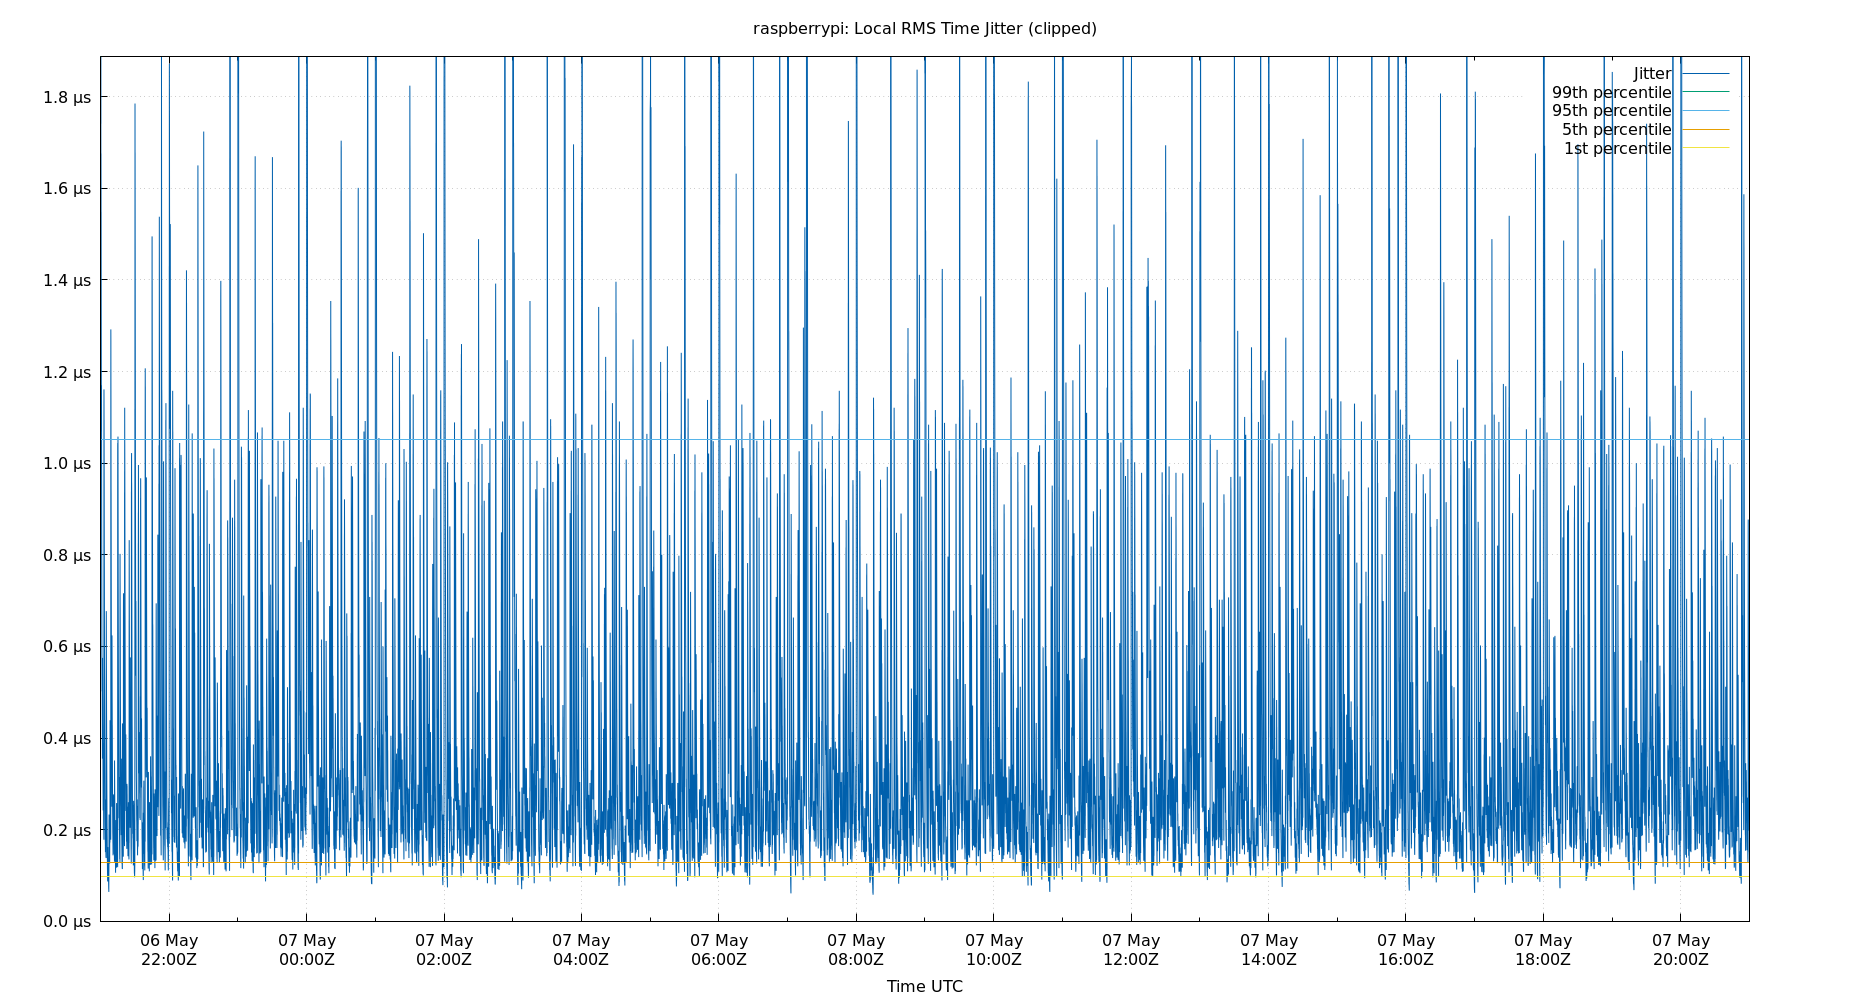 raspberrypi: Local RMS Time Jitter (clipped)
Jitter
99th percentile
95th percentile
5th percentile
1st percentile
1.8 µs
1.6 µs
1.4 µs
1.2 µs
1.0 µs
0.8 µs
0.6 µs
0.4 µs
0.2 µs
0.0 µs
06 May 07 May 07 May 07 May 07 May 07 May 07 May 07 May 07 May 07 May 07 May 07 May
22:00Z 00:00Z 02:00Z 04:00Z 06:00Z 08:00Z 10:00Z 12:00Z 14:00Z 16:00Z 18:00Z 20:00Z
Time UTC